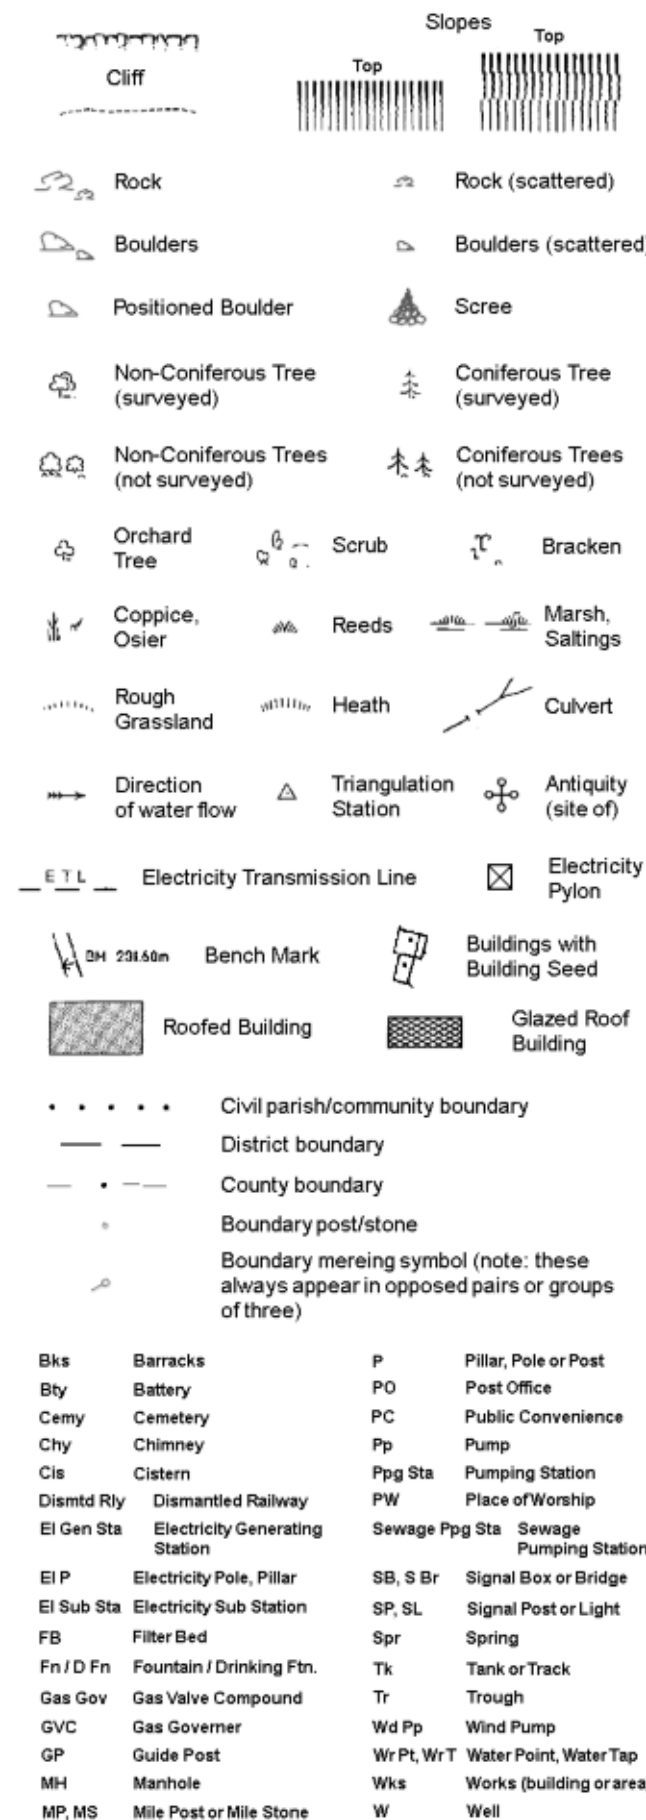 Slopes
Top
Top
Cliff
Rock
Rock (scattered)
Boulders
Boulders (scattered)
Positioned Boulder
Scree
Non-Coniferous Tree
(surveyed)
Coniferous Tree
(surveyed)
Non-Coniferous Trees
(not surveyed)
Coniferous Trees
(not surveyed)
Orchard
Tree
Scrub
Bracken
Coppice,
Osier
Reeds
Marsh,
Saltings
Rough
Grassland
Heath
Culvert
Direction
of water flow
Triangulation
Station
Antiquity
(site of)
E T L
Electricity Transmission Line
Electricity
Pylon
BH 231.60m
Bench Mark
Buildings with
Building Seed
Roofed Building
Glazed Roof
Building
Civil parish/community boundary
District boundary
County boundary
Boundary post/stone
Boundary mereing symbol (note: these
always appear in opposed pairs or groups
of three)
Bks Barracks P Pillar, Pole or Post
Bty Battery PO Post Office
Cemy Cemetery PC Public Convenience
Chy Chimney Pp Pump
Cis Cistern Ppg Sta Pumping Station
Dismtd Rly Dismantled Railway PW Place of Worship
El Gen Sta Electricity Generating
Station
Sewage Ppg Sta Sewage
Pumping Station
El P Electricity Pole, Pillar SB, S Br Signal Box or Bridge
El Sub Sta Electricity Sub Station SP, SL Signal Post or Light
FB Filter Bed Spr Spring
Fn / D Fn Fountain / Drinking Ftn. Tk Tank or Track
Gas Gov Gas Valve Compound Tr Trough
GVC Gas Governer Wd Pp Wind Pump
GP Guide Post Wr Pt, Wr T Water Point, Water Tap
MH Manhole Wks Works (building or area
MP, MS Mile Post or Mile Stone W Well